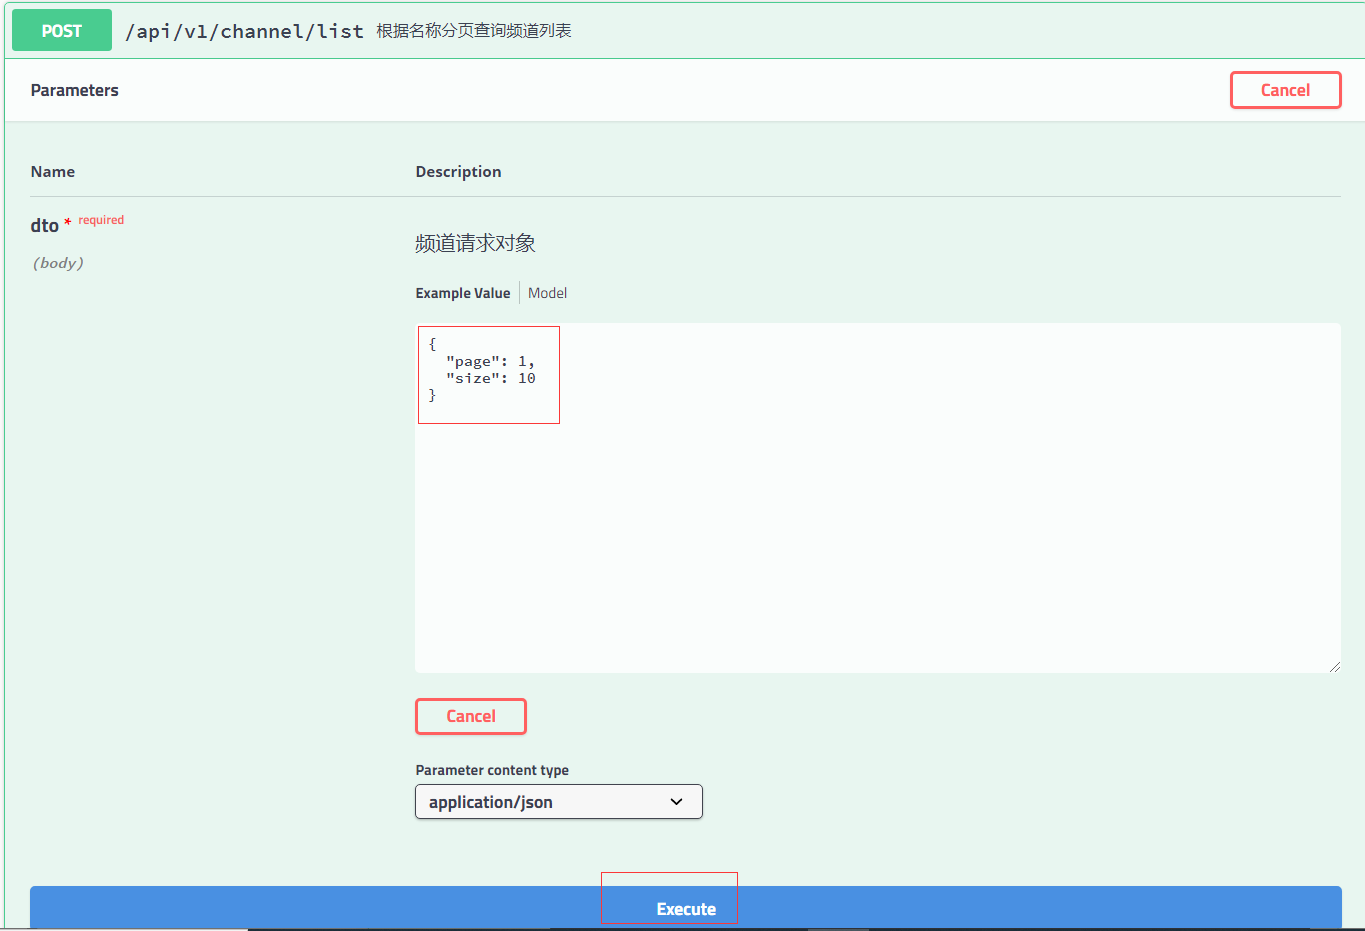 POST /api/v1/channel/list 根据名称分页查询频道列表
Parameters Cancel
Name Description
dto * required
(body)
频道请求对象
Example Value Model
{
"page": 1,
"size": 10
}
Cancel
Parameter content type
application/json
Execute